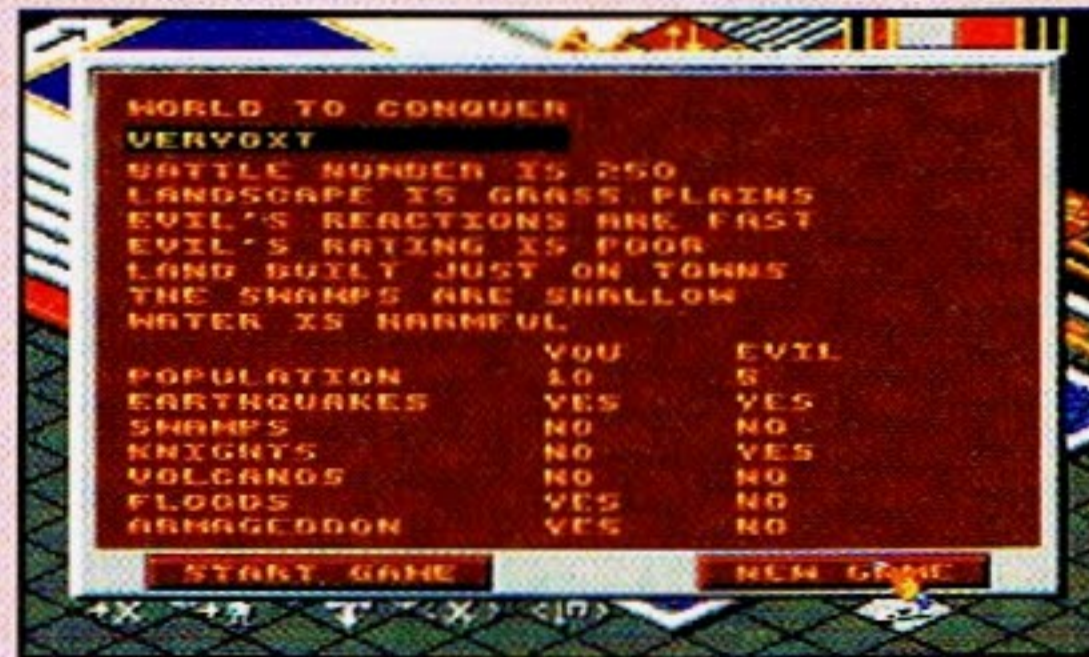 WORLD TO CONQUER
VERYOXT
BATTLE NUMBER IS 250
LANDSCAPE IS GRASS PLAINS
EVIL'S REACTIONS ARE FAST
EVIL'S RATING IS POOR
LAND BUILT JUST ON TOWNS
THE SWAMPS ARE SHALLOW
WATER IS HARMFUL
YOU EVIL
POPULATION 10 5
EARTHQUAKES YES YES
SWAMPS NO NO
KNIGHTS NO YES
VOLCANOS NO NO
FLOODS YES NO
ARMAGEDDON YES NO
START GAME NEW GAME